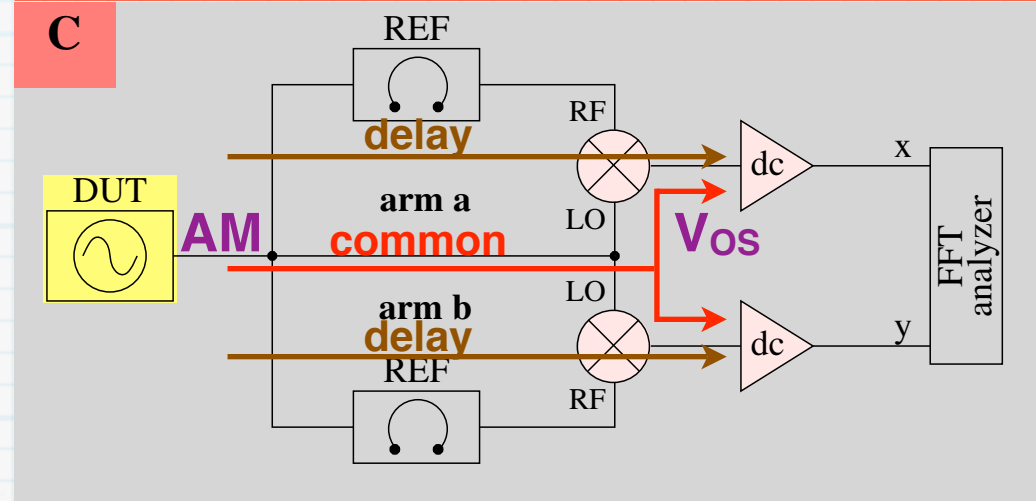 C
REF
RF
delay
dc
x
DUT
arm a
LO
AM
common
VOS
FFT
analyzer
LO
arm b
delay
dc
y
REF
RF